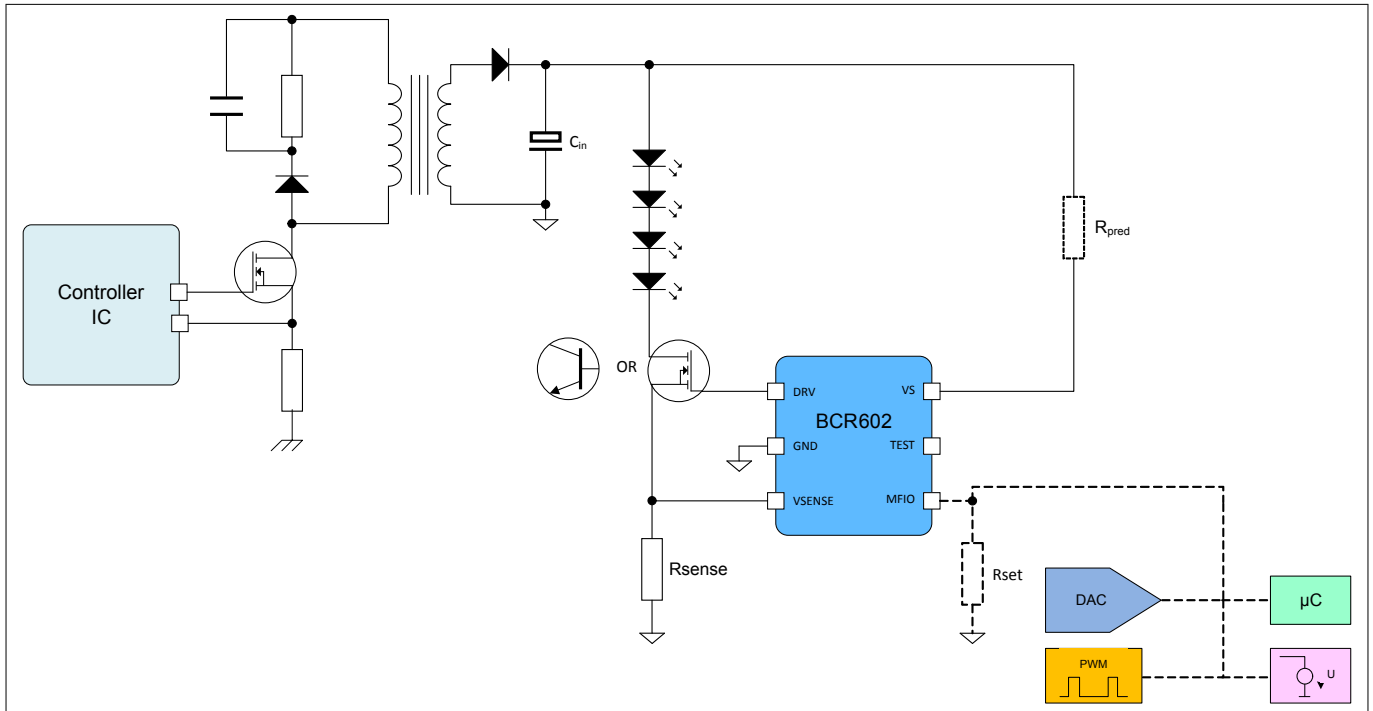 Cin
Rpred
Controller
IC
OR
DRV
VS
BCR602
GND
TEST
VSENSE
MFIO
Rsense
Rset
DAC
µC
PWM
U